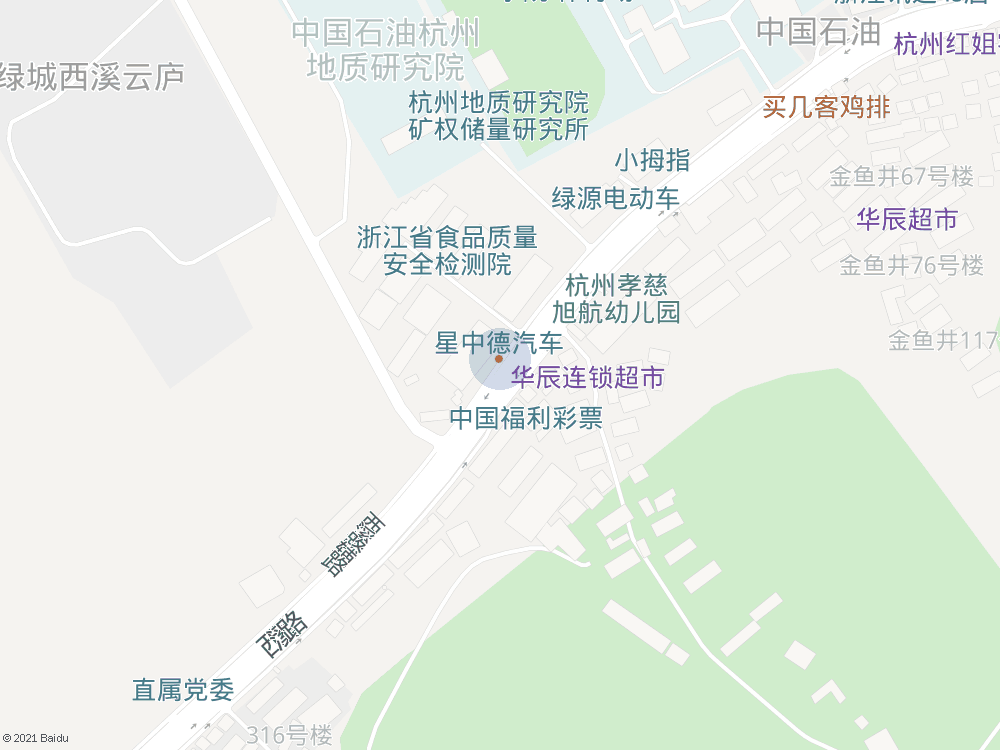 中国石油杭州
地质研究院
中国石油
杭州红姐
绿城西溪云庐
杭州地质研究院
矿权储量研究所
买几客鸡排
小拇指
绿源电动车
金鱼井67号楼
华辰超市
浙江省食品质量
安全检测院
金鱼井76号楼
杭州孝慈
旭航幼儿园
星中德汽车
金鱼井117
华辰连锁超市
中国福利彩票
西溪路
直属党委
316号楼
© 2021 Baidu